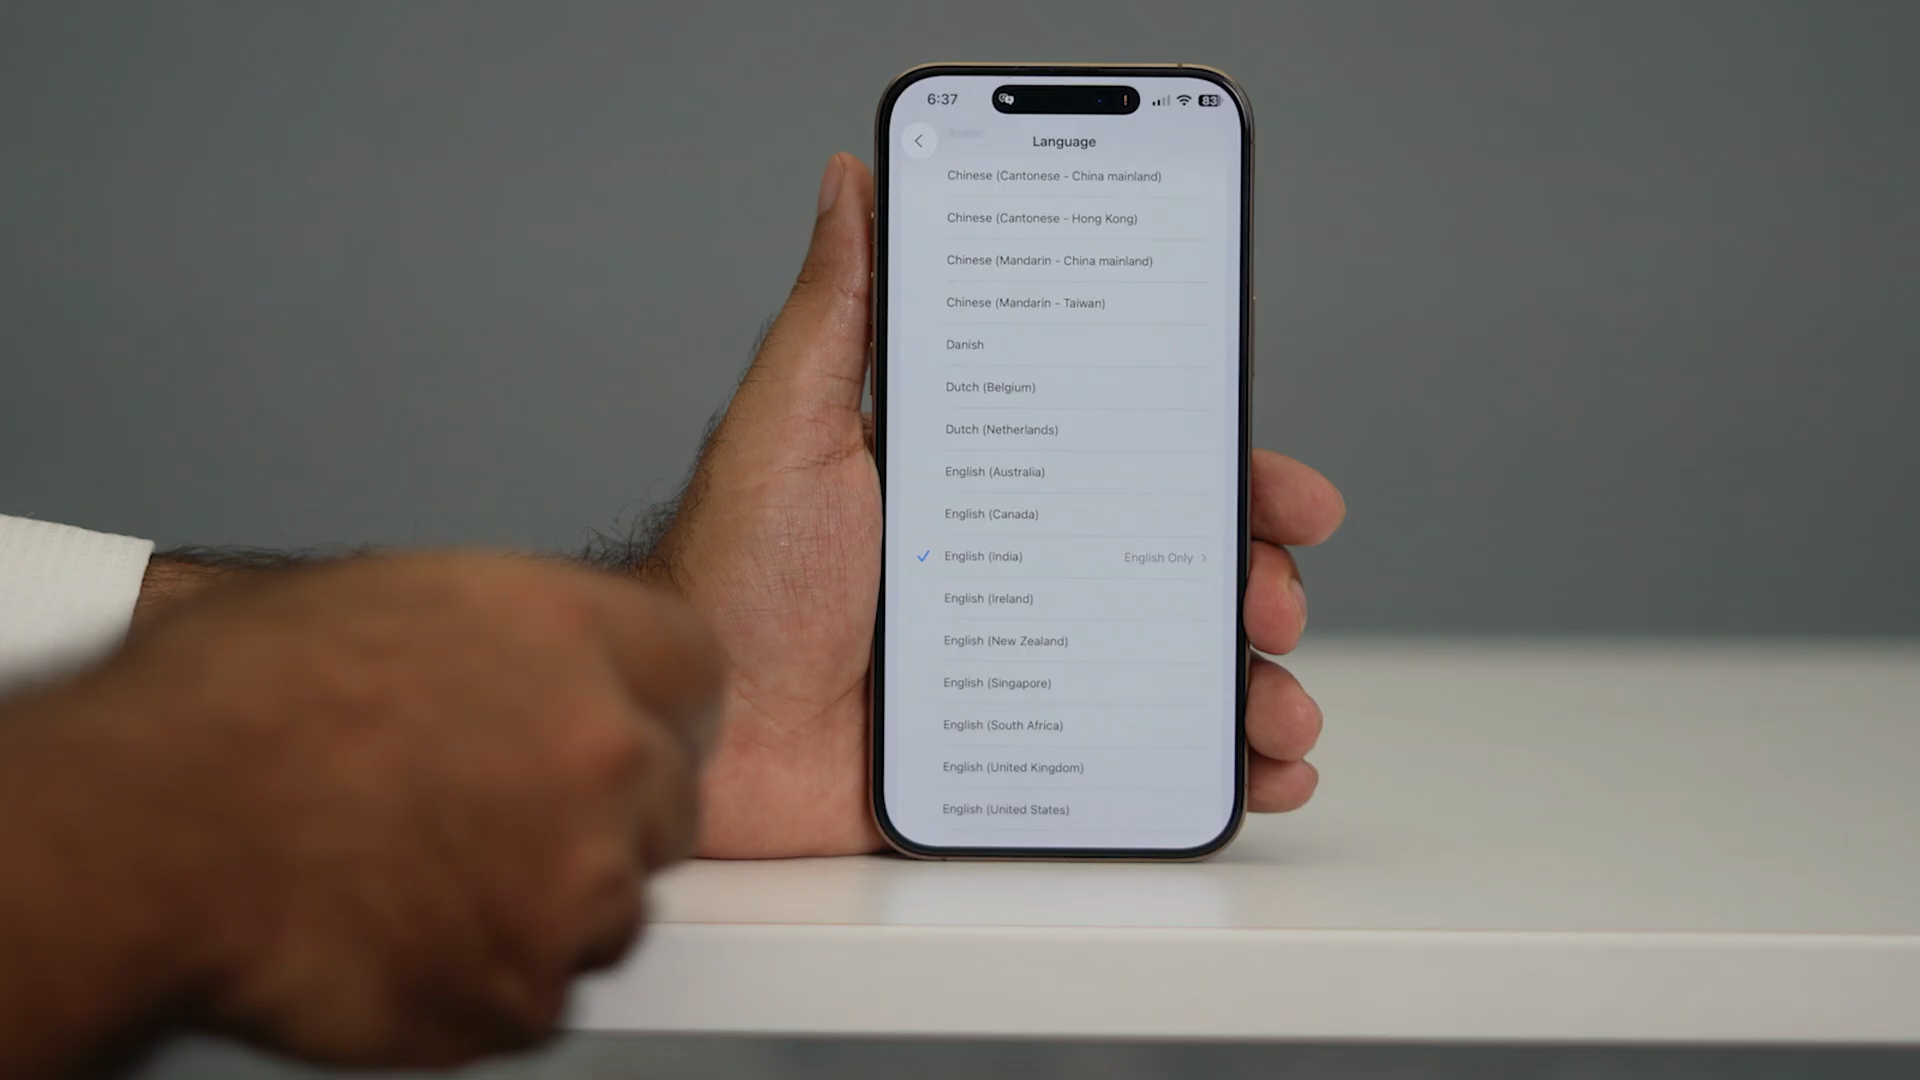 6:37
83
Language
Chinese (Cantonese - China mainland)
Chinese (Cantonese - Hong Kong)
Chinese (Mandarin - China mainland)
Chinese (Mandarin - Taiwan)
Danish
Dutch (Belgium)
Dutch (Netherlands)
English (Australia)
English (Canada)
English (India) English Only
English (Ireland)
English (New Zealand)
English (Singapore)
English (South Africa)
English (United Kingdom)
English (United States)